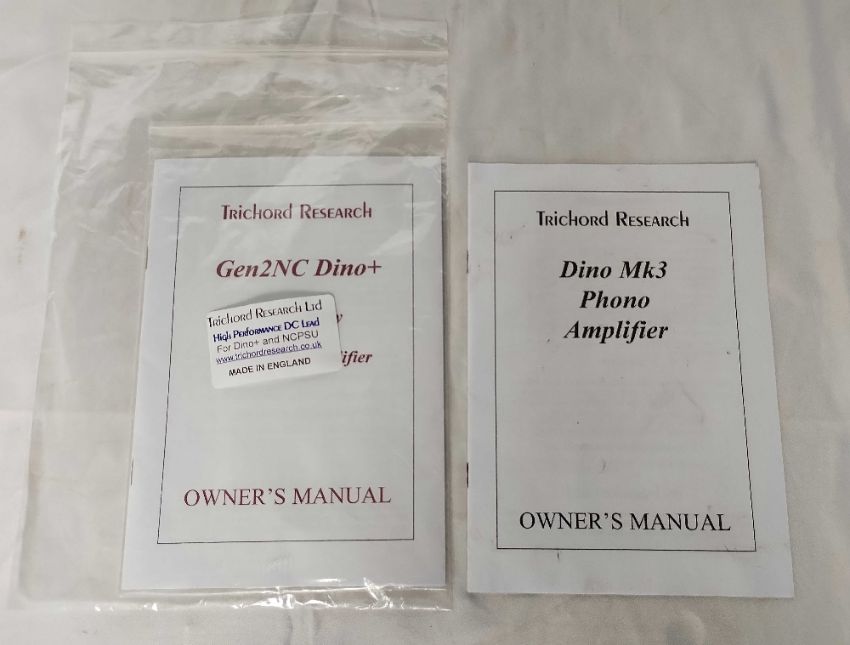 Trichord Research
Gen2NC Dino+
Trichord Research Ltd
High Performance DC Lead
For Dino+ and NCPSU
www.trichordresearch.co.uk
MADE IN ENGLAND
OWNER'S MANUAL
Trichord Research
Dino Mk3
Phono
Amplifier
OWNER'S MANUAL